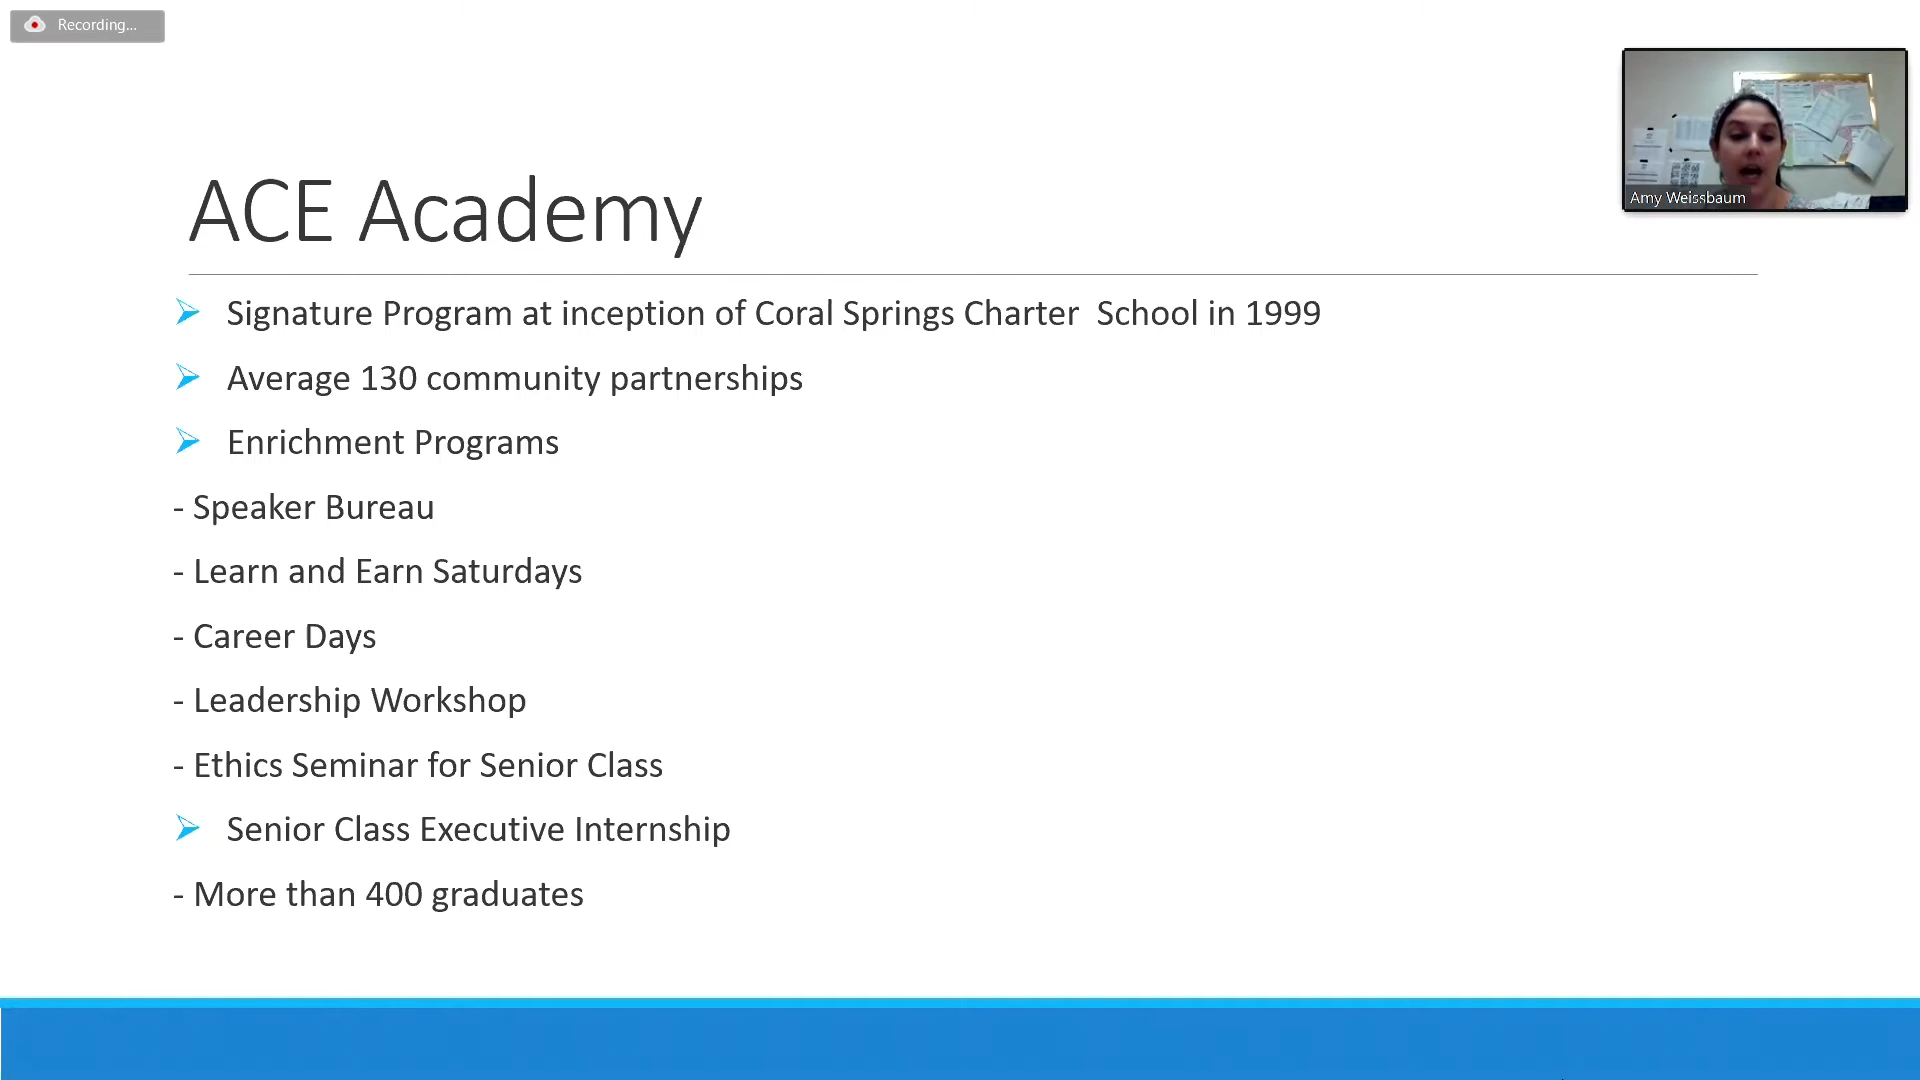 Recording...
Amy Weissbaum
ACE Academy
➢ Signature Program at inception of Coral Springs Charter  School in 1999
➢ Average 130 community partnerships
➢ Enrichment Programs
- Speaker Bureau
- Learn and Earn Saturdays
- Career Days
- Leadership Workshop
- Ethics Seminar for Senior Class
➢ Senior Class Executive Internship
- More than 400 graduates